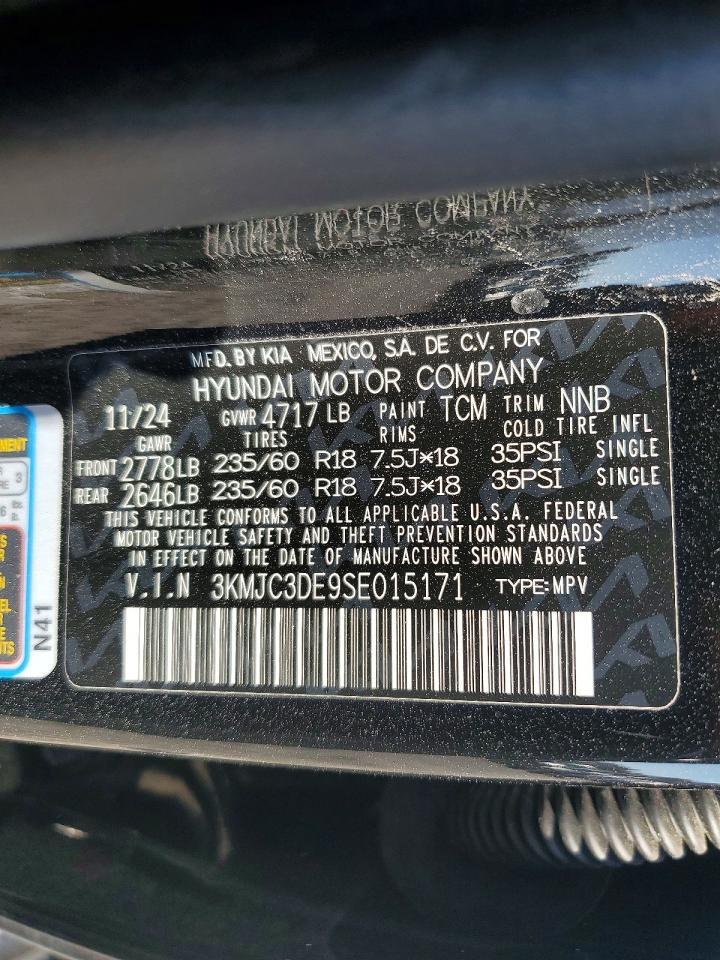 HYUNDAI MOTOR COMPANY
MFD. BY KIA MEXICO, S.A. DE C.V. FOR
HYUNDAI MOTOR COMPANY
11/24 GVWR 4717 LB PAINT TCM TRIM NNB
GAWR TIRES RIMS COLD TIRE INFL
FRONT 2778LB 235/60 R18 7.5J×18 35PSI SINGLE
REAR 2646LB 235/60 R18 7.5J×18 35PSI SINGLE
THIS VEHICLE CONFORMS TO ALL APPLICABLE U.S.A. FEDERAL
MOTOR VEHICLE SAFETY AND THEFT PREVENTION STANDARDS
IN EFFECT ON THE DATE OF MANUFACTURE SHOWN ABOVE
V.I.N 3KMJC3DE9SE015171 TYPE: MPV
N41